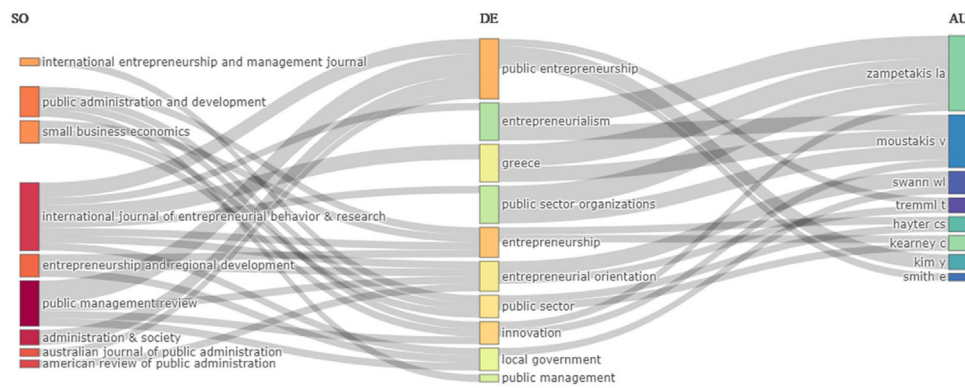 SO
DE
AU
international entrepreneurship and management journal
public administration and development
small business economics
international journal of entrepreneurial behavior & research
entrepreneurship and regional development
public management review
administration & society
australian journal of public administration
american review of public administration
public entrepreneurship
entrepreneurialism
greece
public sector organizations
entrepreneurship
entrepreneurial orientation
public sector
innovation
local government
public management
zampetakis la
moustakis v
swann wl
tremml t
hayter cs
kearney c
kim y
smith e